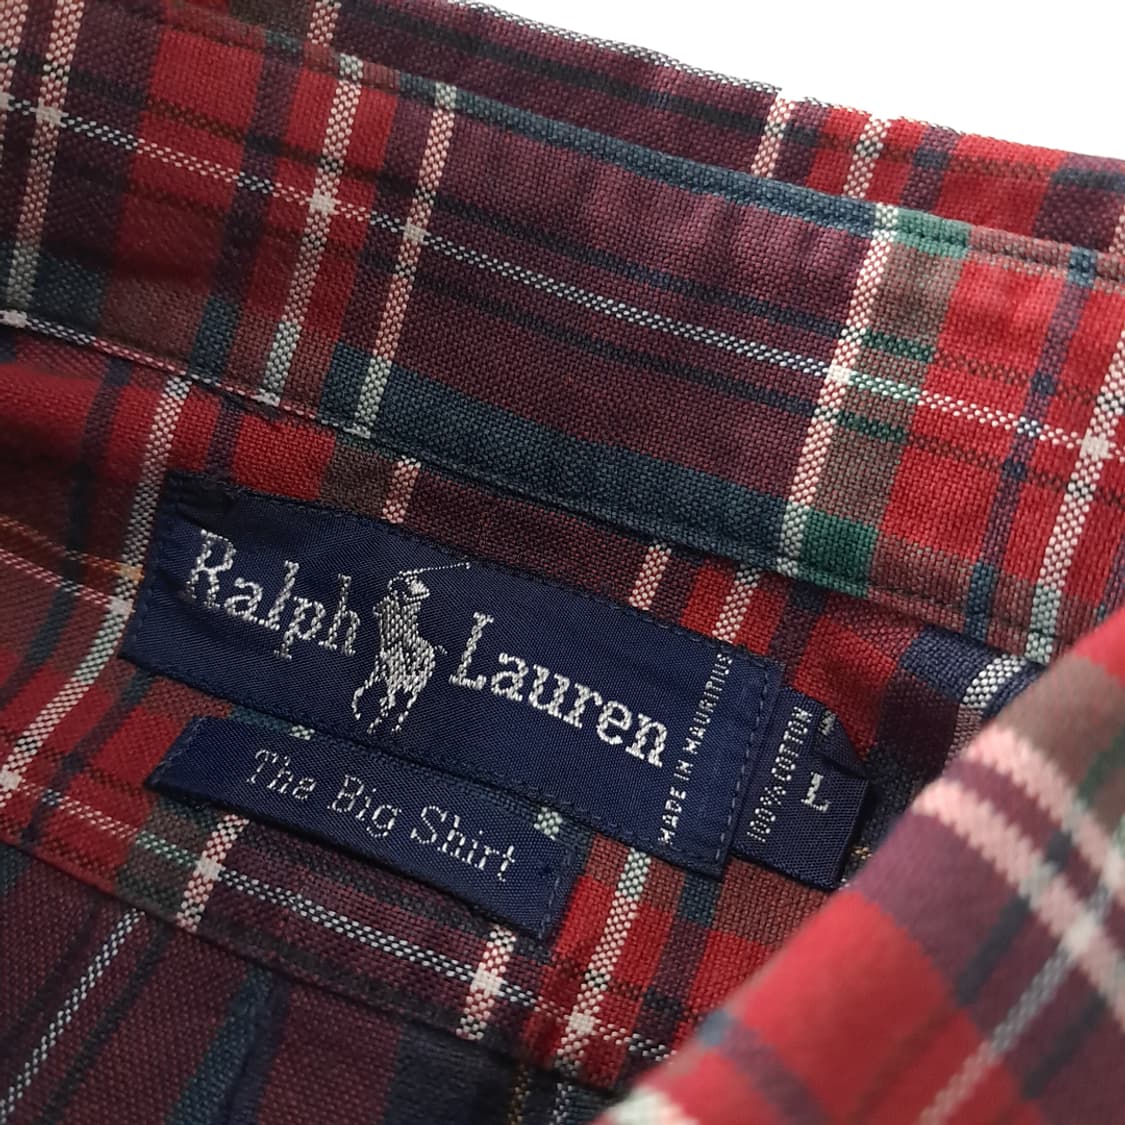 Ralph Lauren
MADE IN MAURITIUS
The Big Shirt
100% COTTON
L